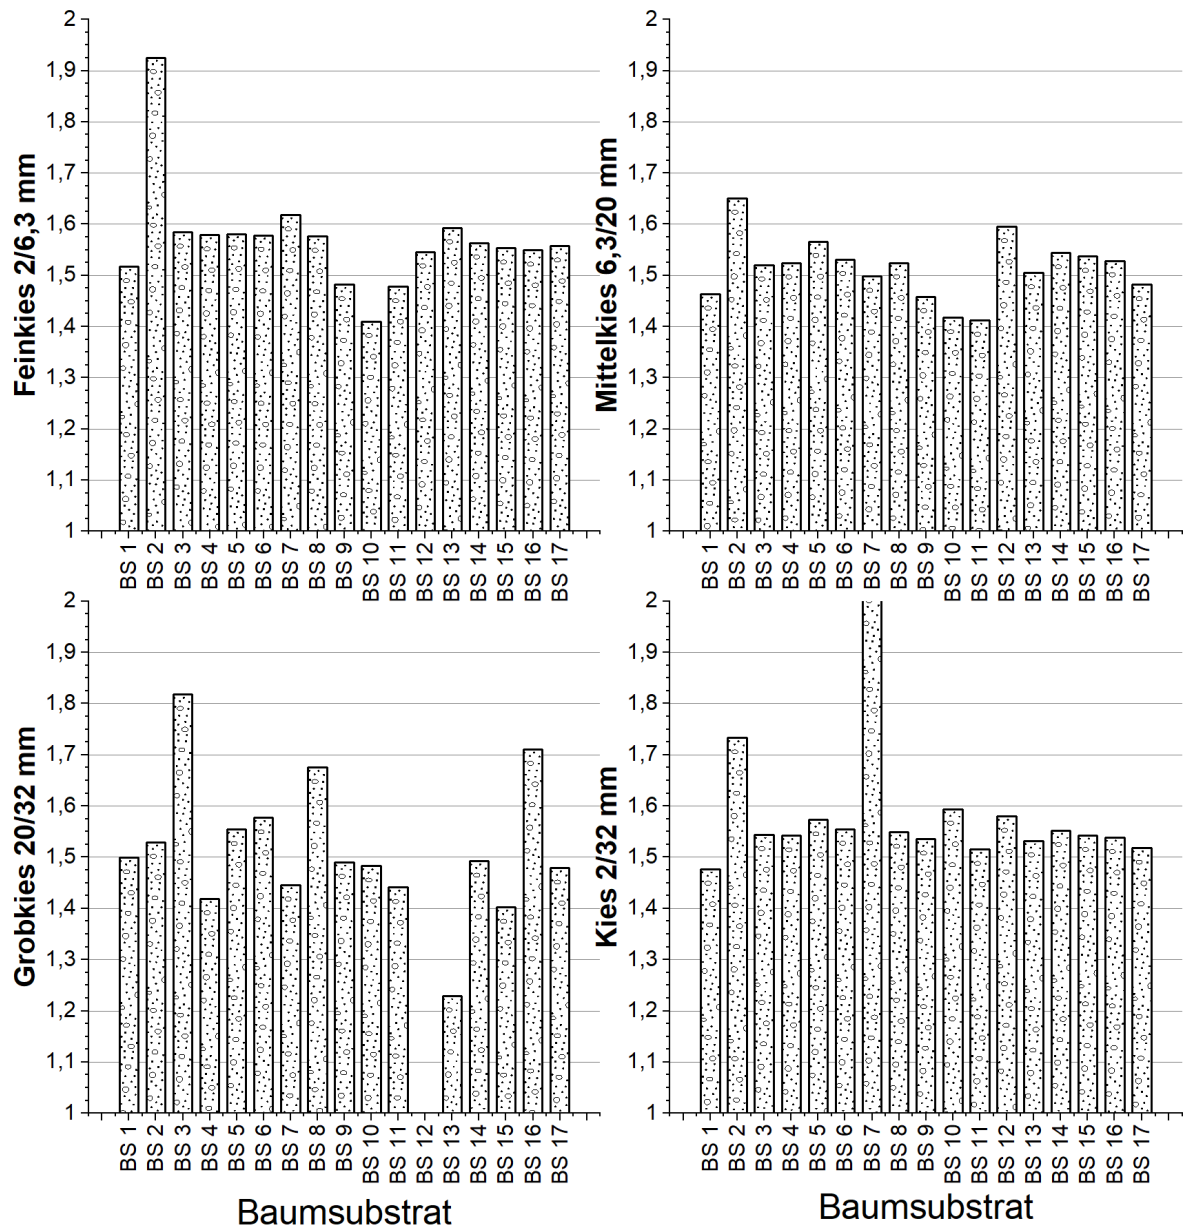 Feinkies 2/6,3 mm
2
1,9
1,8
1,7
1,6
1,5
1,4
1,3
1,2
1,1
1
BS 1
BS 2
BS 3
BS 4
BS 5
BS 6
BS 7
BS 8
BS 9
BS 10
BS 11
BS 12
BS 13
BS 14
BS 15
BS 16
BS 17
Mittelkies 6,3/20 mm
2
1,9
1,8
1,7
1,6
1,5
1,4
1,3
1,2
1,1
1
BS 1
BS 2
BS 3
BS 4
BS 5
BS 6
BS 7
BS 8
BS 9
BS 10
BS 11
BS 12
BS 13
BS 14
BS 15
BS 16
BS 17
Grobkies 20/32 mm
2
1,9
1,8
1,7
1,6
1,5
1,4
1,3
1,2
1,1
1
BS 1
BS 2
BS 3
BS 4
BS 5
BS 6
BS 7
BS 8
BS 9
BS 10
BS 11
BS 12
BS 13
BS 14
BS 15
BS 16
BS 17
Baumsubstrat
Kies 2/32 mm
2
1,9
1,8
1,7
1,6
1,5
1,4
1,3
1,2
1,1
1
BS 1
BS 2
BS 3
BS 4
BS 5
BS 6
BS 7
BS 8
BS 9
BS 10
BS 11
BS 12
BS 13
BS 14
BS 15
BS 16
BS 17
Baumsubstrat